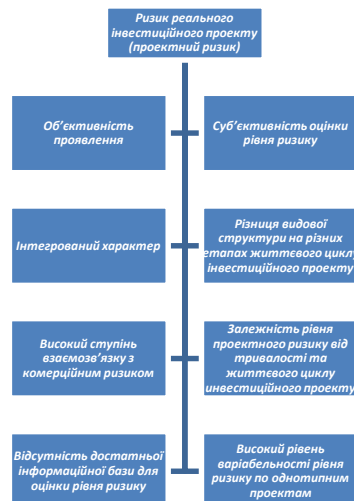 Ризик реального
інвестиційного проекту
(проектний ризик)
Об'єктивність
проявлення
Суб'єктивність оцінки
рівня ризику
Інтегрований характер
Різниця видової
структури на різних
етапах життєвого циклу
інвестиційного проекту
Високий ступінь
взаємозв'язку з
комерційним ризиком
Залежність рівня
проектного ризику від
тривалості та
життєвого циклу
инвестиційного проекту
Відсутність достатньої
інформаційної бази для
оцінки рівня ризику
Високий рівень
варіабельності рівня
ризику по однотипним
проектам